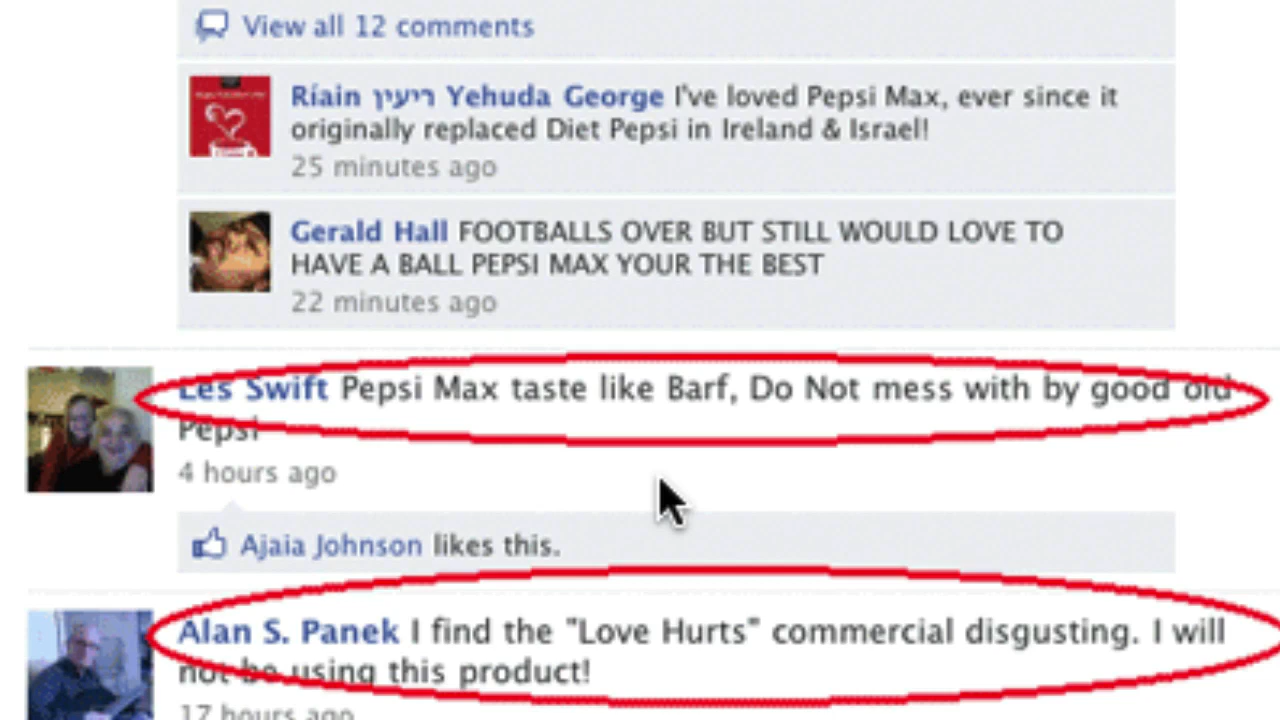 View all 12 comments
Ríain ריעין Yehuda George I've loved Pepsi Max, ever since it
originally replaced Diet Pepsi in Ireland & Israel!
25 minutes ago
Gerald Hall FOOTBALLS OVER BUT STILL WOULD LOVE TO
HAVE A BALL PEPSI MAX YOUR THE BEST
22 minutes ago
Les Swift Pepsi Max taste like Barf, Do Not mess with by good old
Pepsi
4 hours ago
Ajaia Johnson likes this.
Alan S. Panek I find the "Love Hurts" commercial disgusting. I will
not be using this product!
17 hours ago